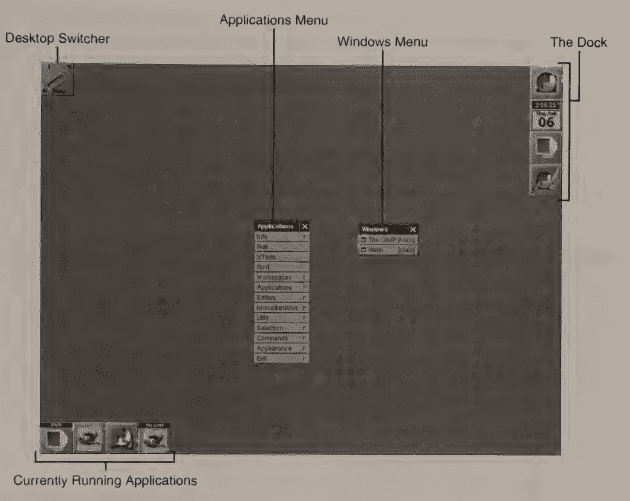 Applications Menu
Desktop Switcher
Windows Menu
The Dock
06
Applications
Info
Run
XTerm
Workspaces
Applications
Editors
Miscellaneous
Utils
Selection
Commands
Appearance
Exit
Windows
The GIMP
Currently Running Applications